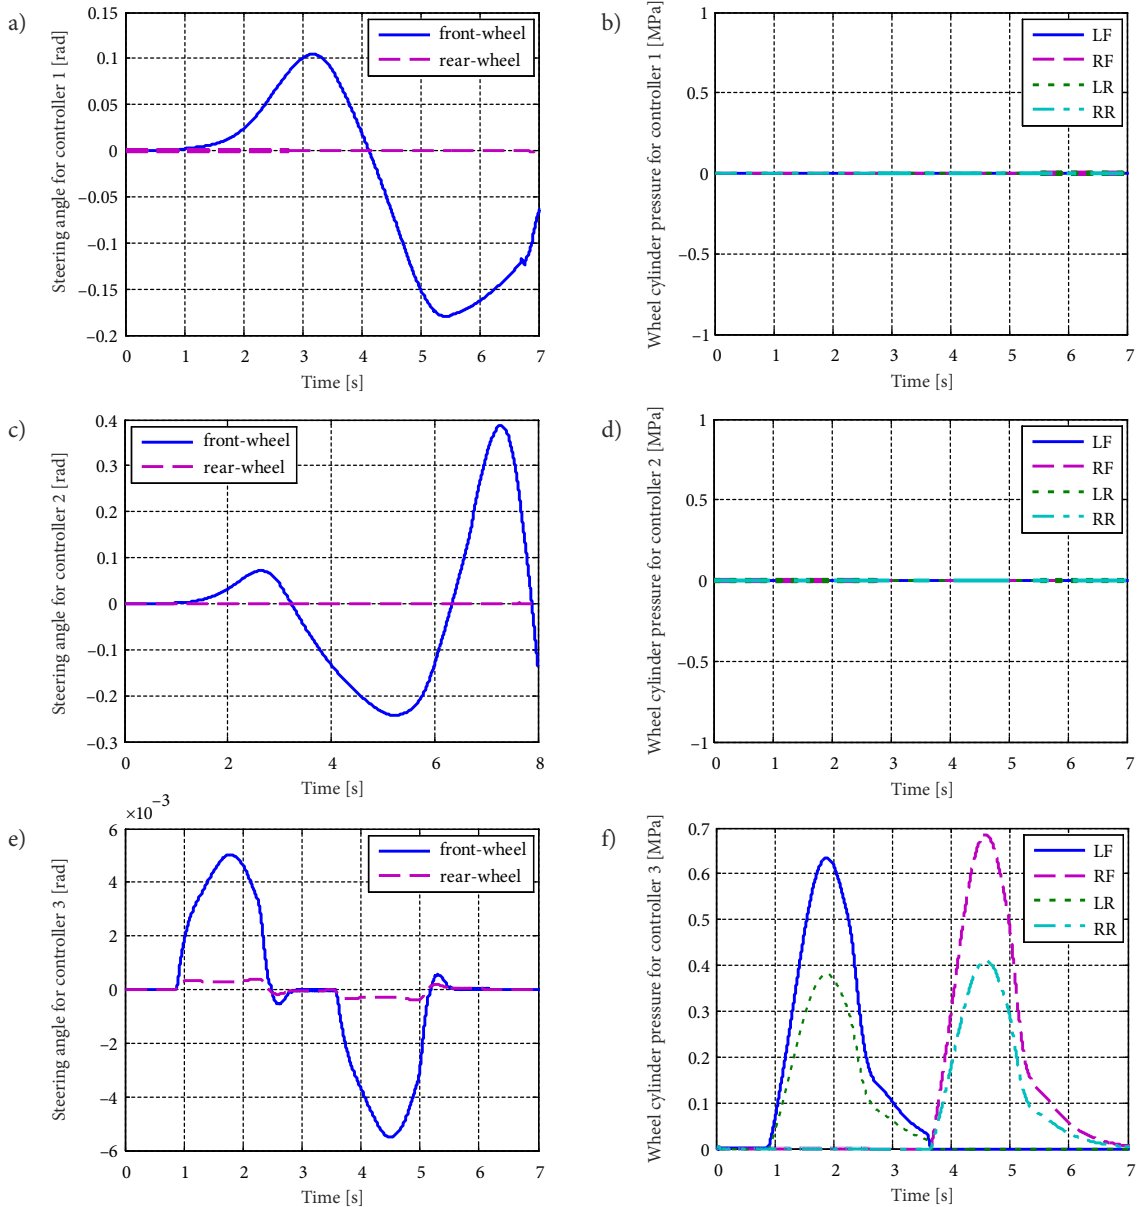 a)
Steering angle for controller 1 [rad]
0.1
0.05
0
−0.05
−0.1
−0.15
−0.2
front-wheel
rear-wheel
0 1 2 3 4 5 6 7
Time [s]
b)
Wheel cylinder pressure for controller 1 [MPa]
1
0.5
0
−0.5
−1
LF
RF
LR
RR
0 1 2 3 4 5 6 7
Time [s]
c)
Steering angle for controller 2 [rad]
0.4
0.3
0.2
0.1
0
−0.1
−0.2
−0.3
front-wheel
rear-wheel
0 2 4 6 8
Time [s]
d)
Wheel cylinder pressure for controller 2 [MPa]
1
0.5
0
−0.5
−1
LF
RF
LR
RR
0 1 2 3 4 5 6 7
Time [s]
e)
Steering angle for controller 3 [rad]
×10−3
6
4
2
0
−2
−4
−6
front-wheel
rear-wheel
0 1 2 3 4 5 6 7
Time [s]
f)
Wheel cylinder pressure for controller 3 [MPa]
0.7
0.6
0.5
0.4
0.3
0.2
0.1
0
LF
RF
LR
RR
0 1 2 3 4 5 6 7
Time [s]